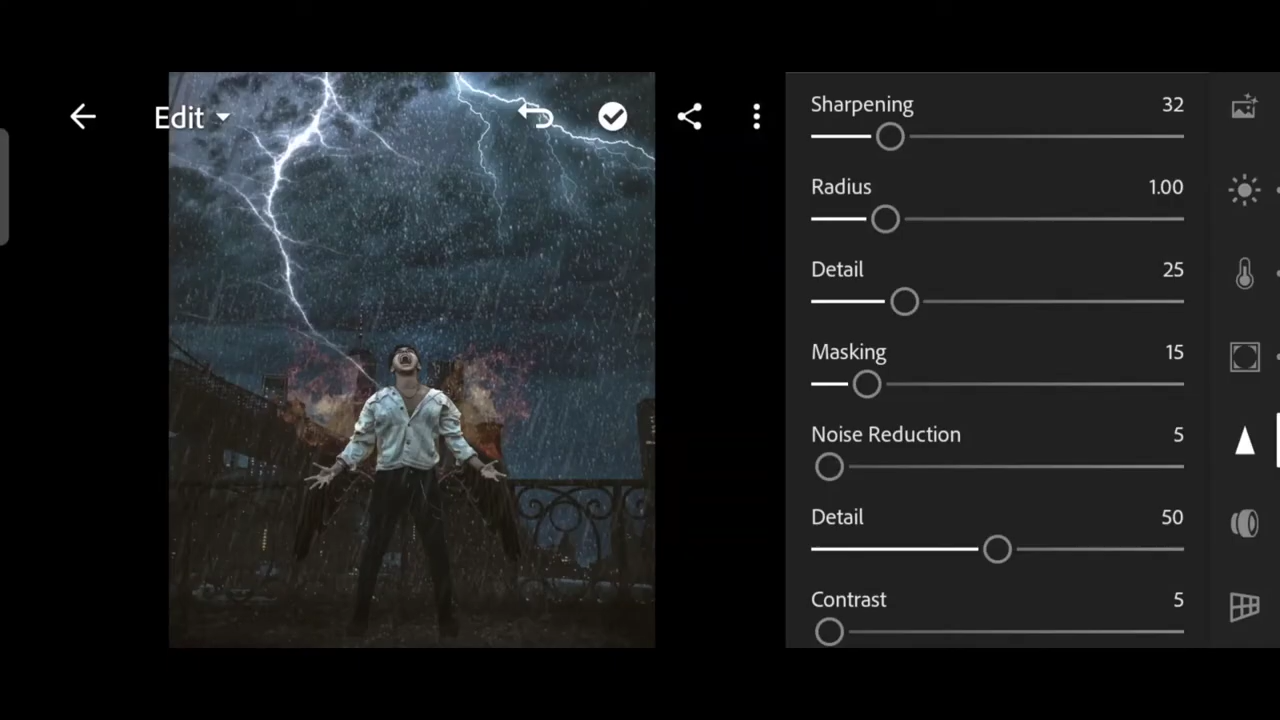 Edit
Sharpening 32
Radius 1.00
Detail 25
Masking 15
Noise Reduction 5
Detail 50
Contrast 5